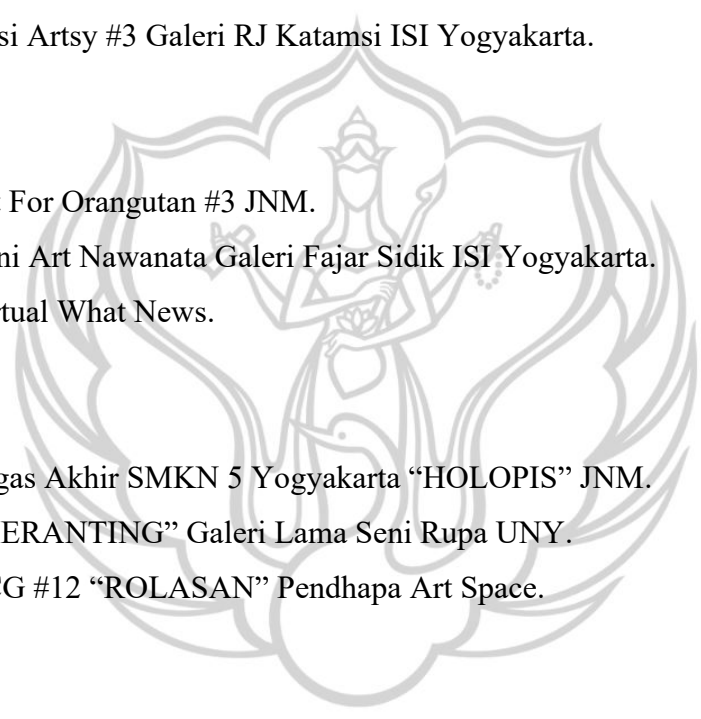 si Artsy #3 Galeri RJ Katamsi ISI Yogyakarta.
For Orangutan #3 JNM.
ni Art Nawanata Galeri Fajar Sidik ISI Yogyakarta.
rtual What News.
gas Akhir SMKN 5 Yogyakarta “HOLOPIS” JNM.
ERANTING” Galeri Lama Seni Rupa UNY.
G #12 “ROLASAN” Pendhapa Art Space.